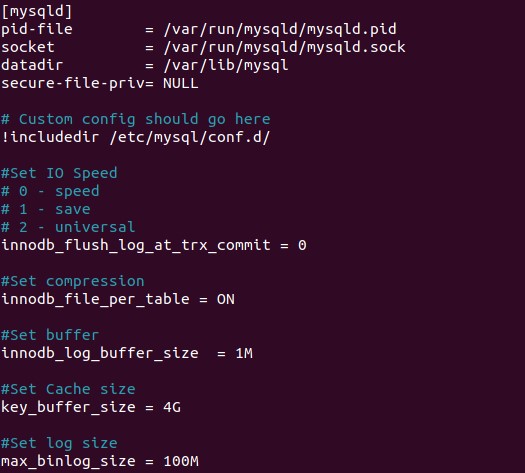 [mysqld]
pid-file        = /var/run/mysqld/mysqld.pid
socket          = /var/run/mysqld/mysqld.sock
datadir         = /var/lib/mysql
secure-file-priv= NULL

# Custom config should go here
!includedir /etc/mysql/conf.d/

#Set IO Speed
# 0 - speed
# 1 - save
# 2 - universal
innodb_flush_log_at_trx_commit = 0

#Set compression
innodb_file_per_table = ON

#Set buffer
innodb_log_buffer_size  = 1M

#Set Cache size
key_buffer_size = 4G

#Set log size
max_binlog_size = 100M